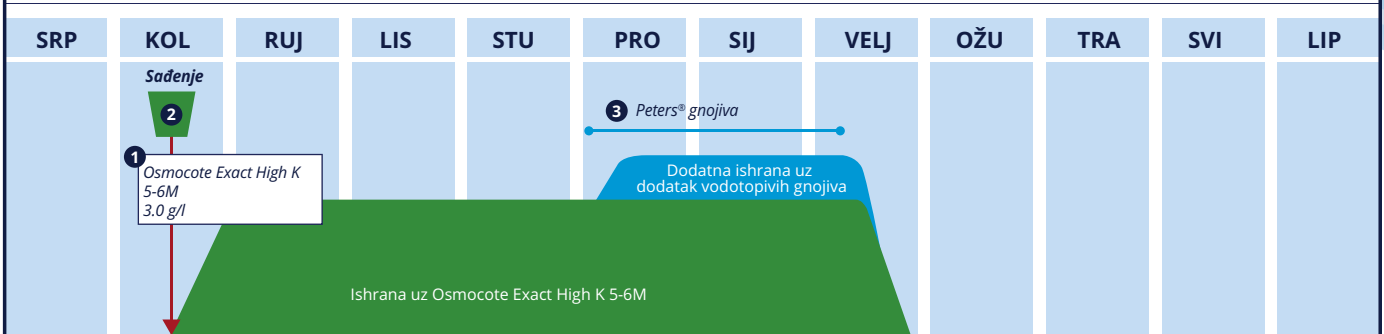 SRP KOL RUJ LIS STU PRO SIJ VELJ OŽU TRA SVI LIP
Sađenje
2
3 Peters® gnojiva
1
Osmocote Exact High K
5-6M
3.0 g/l
Dodatna ishrana uz
dodatak vodotopivih gnojiva
Ishrana uz Osmocote Exact High K 5-6M